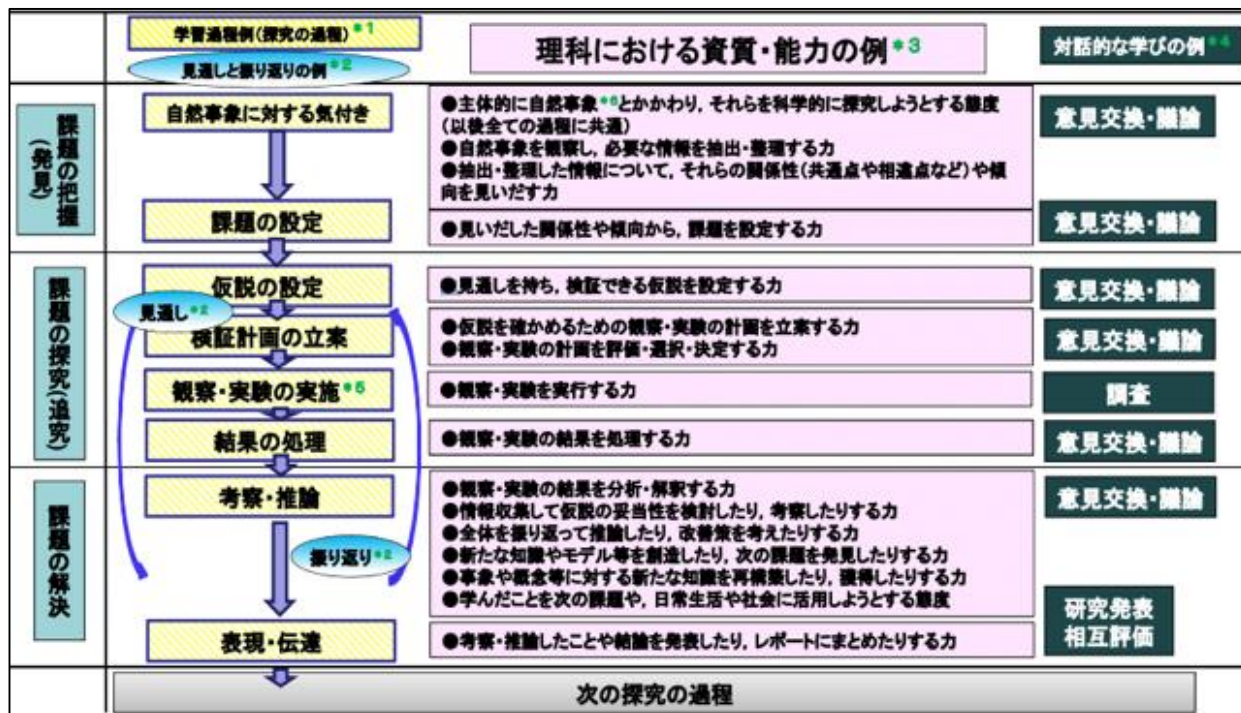 学習過程例(探究の過程)*1
見通しと振り返りの例*2
理科における資質・能力の例*3
対話的な学びの例*4
課題の把握
(発見)
自然事象に対する気付き
●主体的に自然事象*6とかかわり,それらを科学的に探究しようとする態度
(以後全ての過程に共通)
●自然事象を観察し,必要な情報を抽出・整理する力
●抽出・整理した情報について,それらの関係性(共通点や相違点など)や傾
向を見いだす力
意見交換・議論
課題の設定
●見いだした関係性や傾向から,課題を設定する力
意見交換・議論
課題の探究(追究)
仮説の設定
●見通しを持ち,検証できる仮説を設定する力
意見交換・議論
見通し*2
検証計画の立案
●仮説を確かめるための観察・実験の計画を立案する力
●観察・実験の計画を評価・選択・決定する力
意見交換・議論
観察・実験の実施*5
●観察・実験を実行する力
調査
結果の処理
●観察・実験の結果を処理する力
意見交換・議論
課題の解決
考察・推論
●観察・実験の結果を分析・解釈する力
●情報収集して仮説の妥当性を検討したり,考察したりする力
●全体を振り返って推論したり,改善策を考えたりする力
●新たな知識やモデル等を創造したり,次の課題を発見したりする力
●事象や概念等に対する新たな知識を再構築したり,獲得したりする力
●学んだことを次の課題や,日常生活や社会に活用しようとする態度
意見交換・議論
振り返り*2
表現・伝達
●考察・推論したことや結論を発表したり,レポートにまとめたりする力
研究発表
相互評価
次の探究の過程